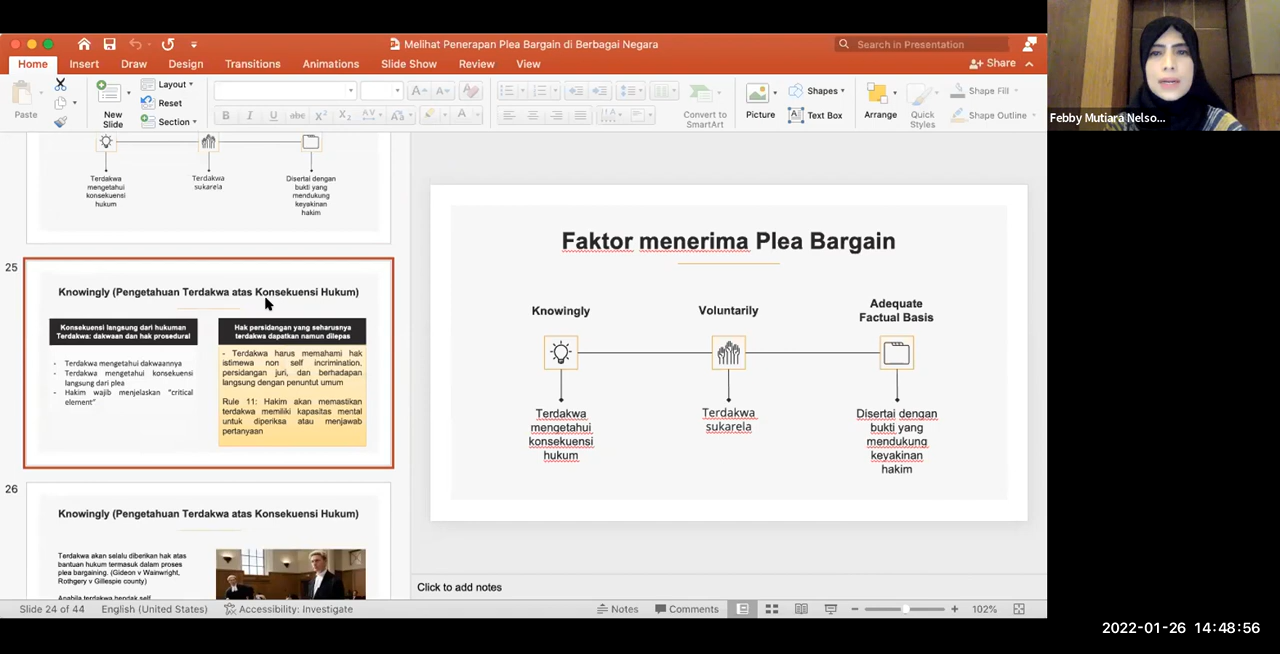 Melihat Penerapan Plea Bargain di Berbagai Negara
Search in Presentation
Home Insert Draw Design Transitions Animations Slide Show Review View
Share
Paste
New
Slide
Layout
Reset
Section
B I U abc X² X₂ AV Aa A
Convert to
SmartArt
Picture
Shapes
Text Box
Arrange
Quick
Styles
Shape Fill
Shape Outline
Febby Mutiara Nelso...
Terdakwa
mengetahui
konsekuensi
hukum
Terdakwa
sukarela
Disertai dengan
bukti yang
mendukung
keyakinan
hakim
25
Knowingly (Pengetahuan Terdakwa atas Konsekuensi Hukum)
Konsekuensi langsung dari hukuman
Terdakwa: dakwaan dan hak prosedural
- Terdakwa mengetahui dakwaannya
- Terdakwa mengetahui konsekuensi
langsung dari plea
- Hakim wajib menjelaskan "critical
element"
Hak persidangan yang seharusnya
terdakwa dapatkan namun dilepas
- Terdakwa harus memahami hak
istimewa non self incrimination,
persidangan juri, dan berhadapan
langsung dengan penuntut umum
Rule 11: Hakim akan memastikan
terdakwa memiliki kapasitas mental
untuk diperiksa atau menjawab
pertanyaan
26
Knowingly (Pengetahuan Terdakwa atas Konsekuensi Hukum)
Terdakwa akan selalu diberikan hak atas
bantuan hukum termasuk dalam proses
plea bargaining. (Gideon v Wainwright,
Rothgery v Gillespie county)
Apabila terdakwa hendak self
Faktor menerima Plea Bargain
Knowingly
Voluntarily
Adequate
Factual Basis
Terdakwa
mengetahui
konsekuensi
hukum
Terdakwa
sukarela
Disertai dengan
bukti yang
mendukung
keyakinan
hakim
Click to add notes
Slide 24 of 44 English (United States) Accessibility: Investigate Notes Comments 102%
2022-01-26 14:48:56